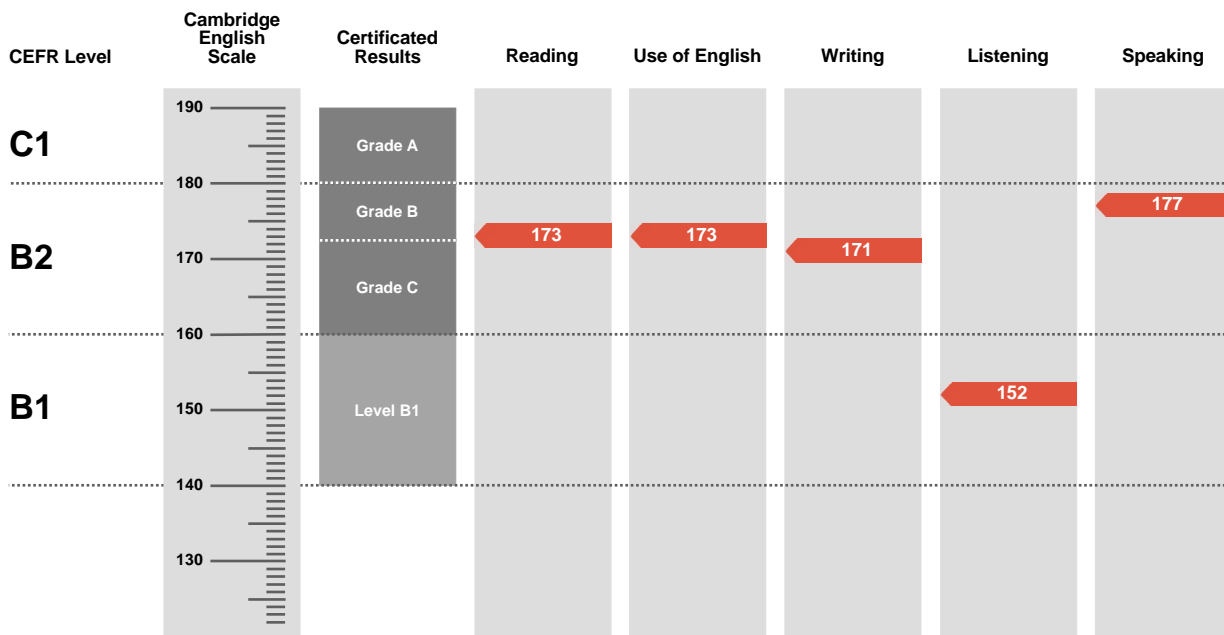 CEFR Level
Cambridge
English
Scale
Certificated
Results
Reading
Use of English
Writing
Listening
Speaking
190
C1
Grade A
180
177
Grade B
173
173
171
B2
170
Grade C
160
152
B1
150
Level B1
140
130